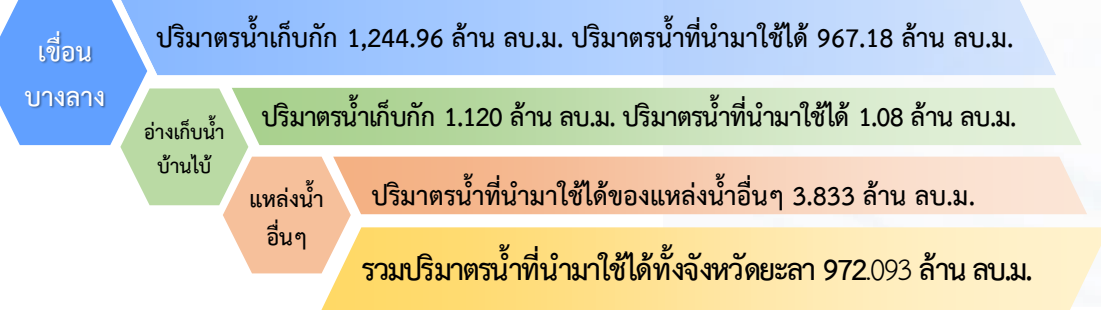 เขื่อน
บางลาง
ปริมาตรน้ำเก็บกัก 1,244.96 ล้าน ลบ.ม. ปริมาตรน้ำที่นำมาใช้ได้ 967.18 ล้าน ลบ.ม.
อ่างเก็บน้ำ
บ้านไบ้
ปริมาตรน้ำเก็บกัก 1.120 ล้าน ลบ.ม. ปริมาตรน้ำที่นำมาใช้ได้ 1.08 ล้าน ลบ.ม.
แหล่งน้ำ
อื่นๆ
ปริมาตรน้ำที่นำมาใช้ได้ของแหล่งน้ำอื่นๆ 3.833 ล้าน ลบ.ม.
รวมปริมาตรน้ำที่นำมาใช้ได้ทั้งจังหวัดยะลา 972.093 ล้าน ลบ.ม.